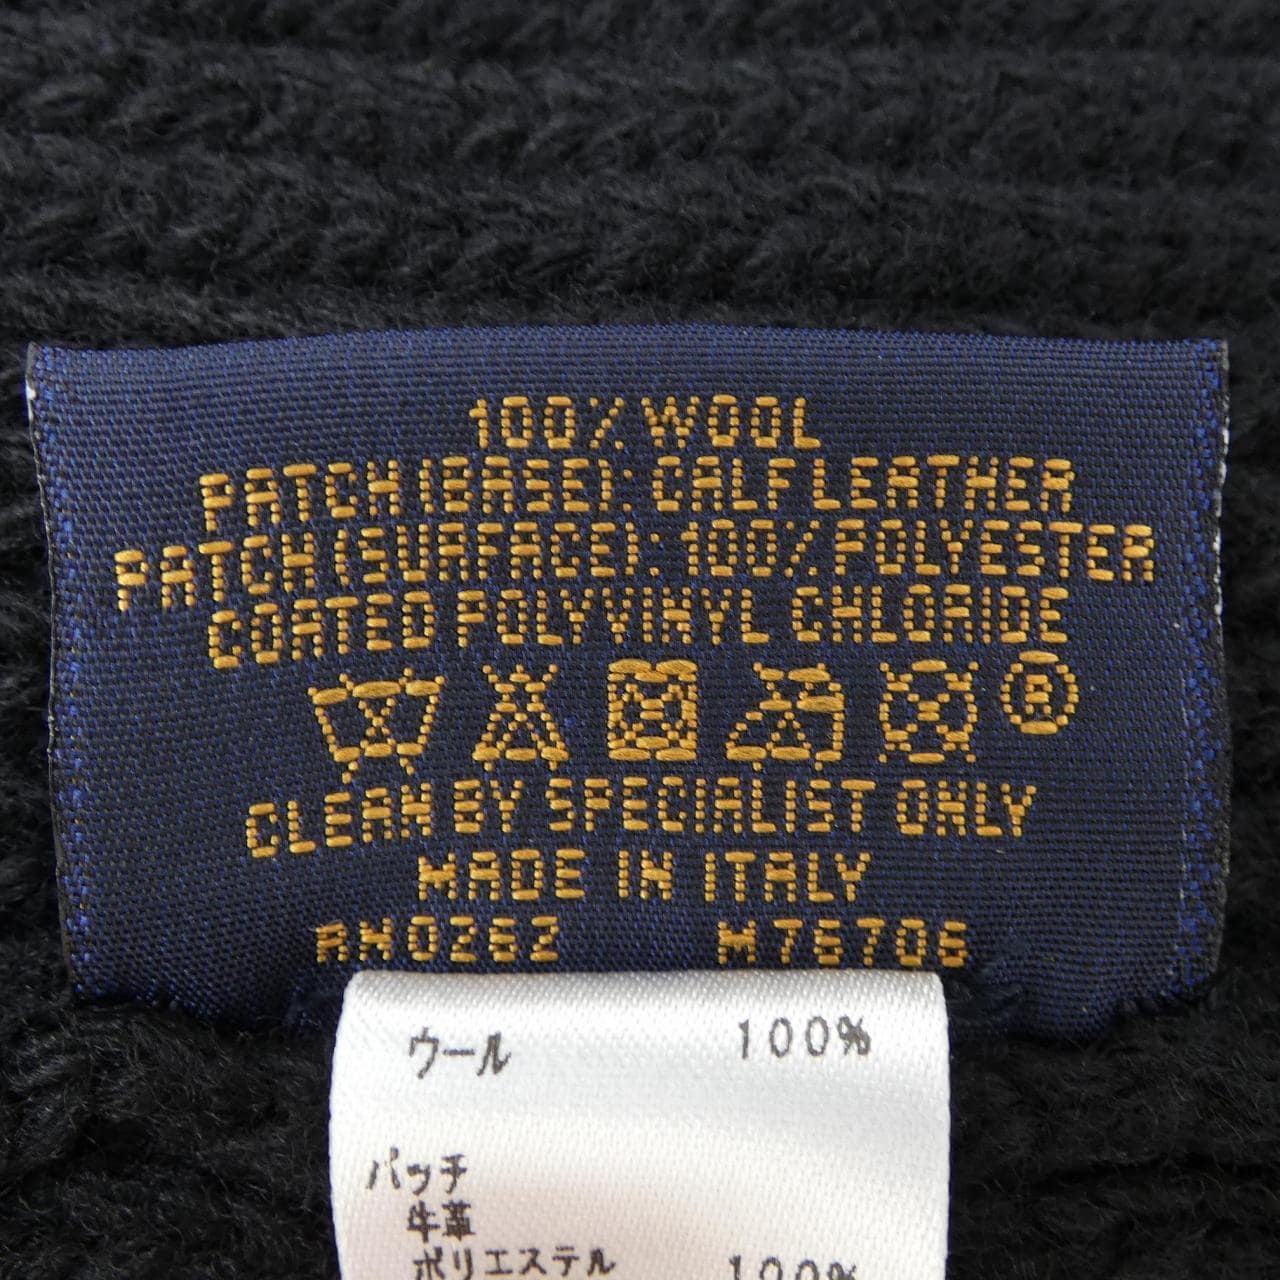 100% WOOL
PATCH (BASE): CALF LEATHER
PATCH (SURFACE): 100% POLYESTER
COATED POLYVINYL CHLORIDE
®
CLEAN BY SPECIALIST ONLY
MADE IN ITALY
RN0262 M76706
ウール 100%
パッチ
牛革
ポリエステル 100%